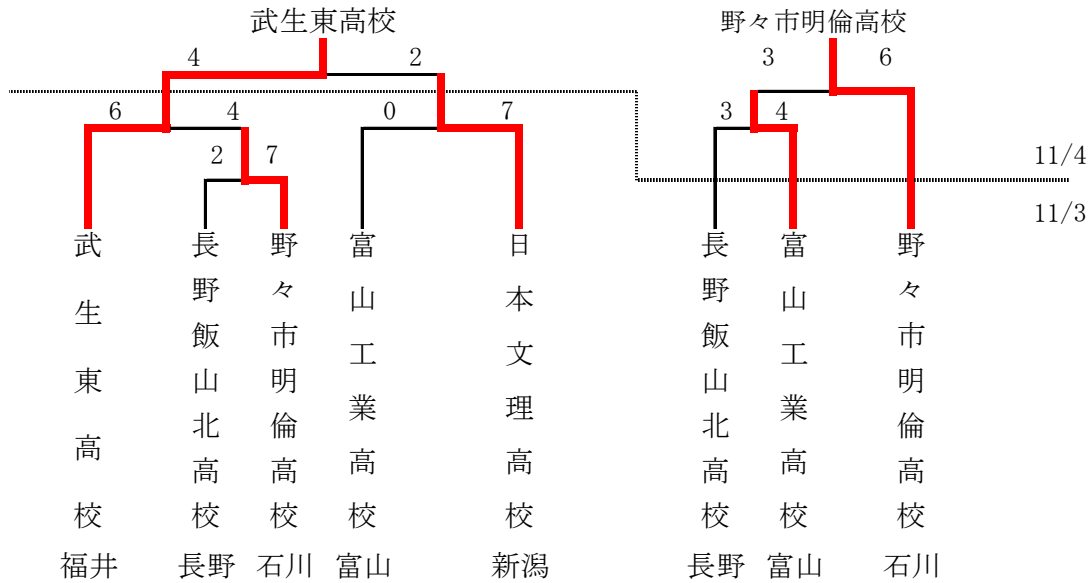 武生東高校
野々市明倫高校
4 2
3 6
6 4 0 7
3 4
2 7
11/4
11/3
武生東高校
長野飯山北高校
野々市明倫高校
富山工業高校
日本文理高校
長野飯山北高校
富山工業高校
野々市明倫高校
福井 長野 石川 富山 新潟 長野 富山 石川